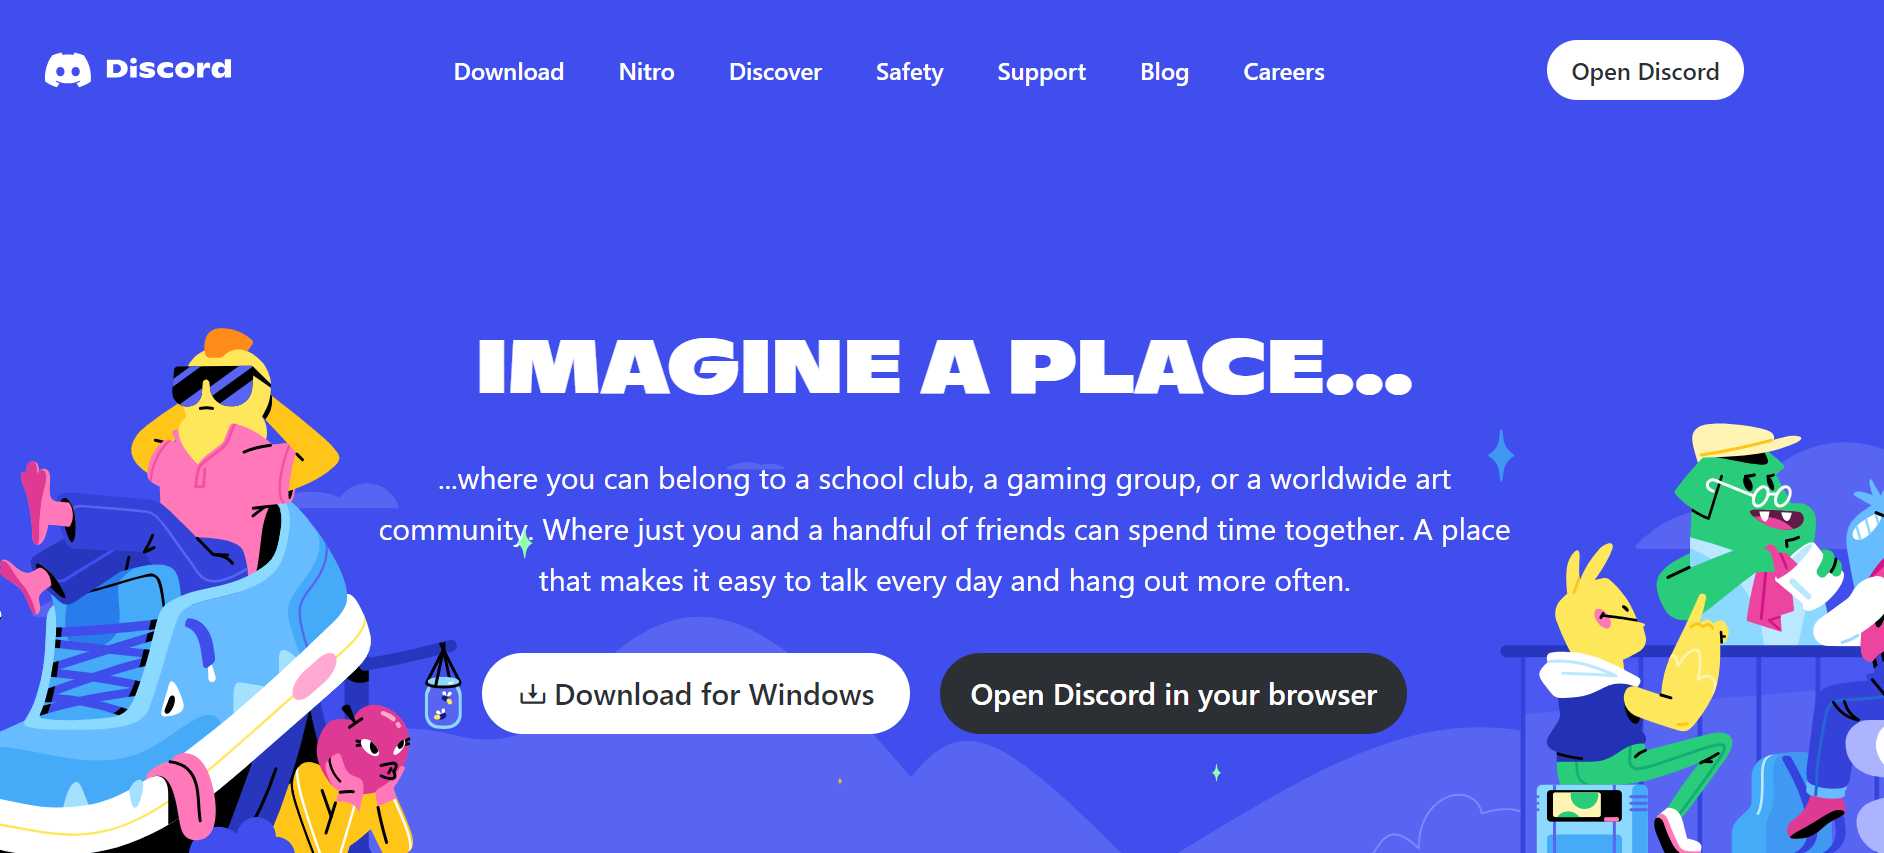 Discord
Download Nitro Discover Safety Support Blog Careers
Open Discord
IMAGINE A PLACE...
...where you can belong to a school club, a gaming group, or a worldwide art
community. Where just you and a handful of friends can spend time together. A place
that makes it easy to talk every day and hang out more often.
Download for Windows
Open Discord in your browser